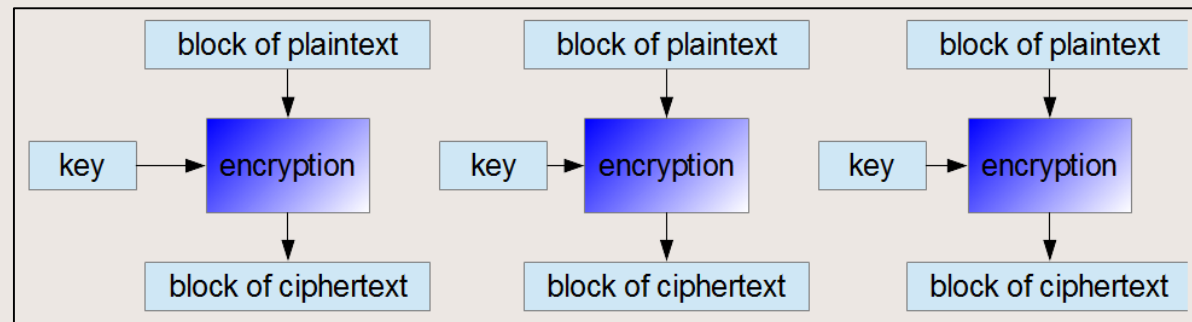 block of plaintext block of plaintext block of plaintext
key encryption key encryption key encryption
block of ciphertext block of ciphertext block of ciphertext